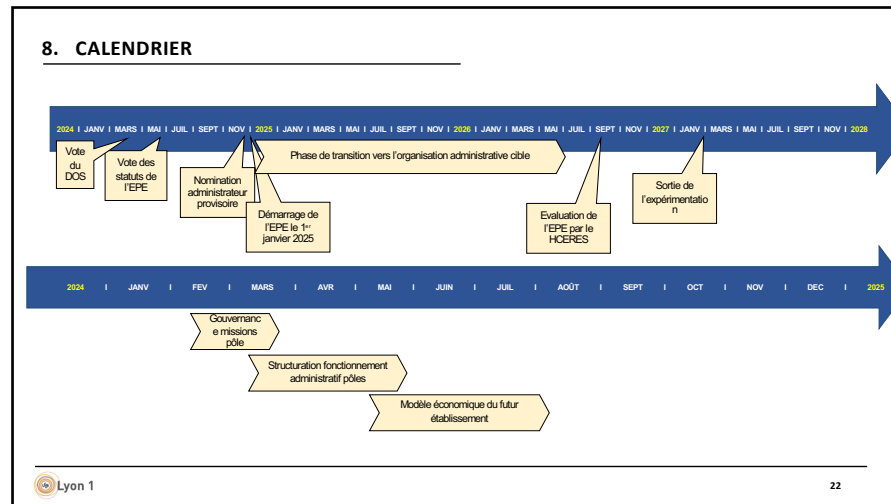 8. CALENDRIER
2024 I JANV I MARS I MAI I JUIL I SEPT I NOV I 2025 I JANV I MARS I MAI I JUIL I SEPT I NOV I 2026 I JANV I MARS I MAI I JUIL I SEPT I NOV I 2027 I JANV I MARS I MAI I JUIL I SEPT I NOV I 2028
Vote
du
DOS
Vote des
statuts de
l'EPE
Nomination
administrateur
provisoire
Démarrage de
l'EPE le 1er
janvier 2025
Phase de transition vers l'organisation administrative cible
Evaluation de
l'EPE par le
HCERES
Sortie de
l'expérimentatio
n
2024 I JANV I FEV I MARS I AVR I MAI I JUIN I JUIL I AOÛT I SEPT I OCT I NOV I DEC I 2025
Gouvernanc
e missions
pôle
Structuration fonctionnement
administratif pôles
Modèle économique du futur
établissement
Lyon 1
22